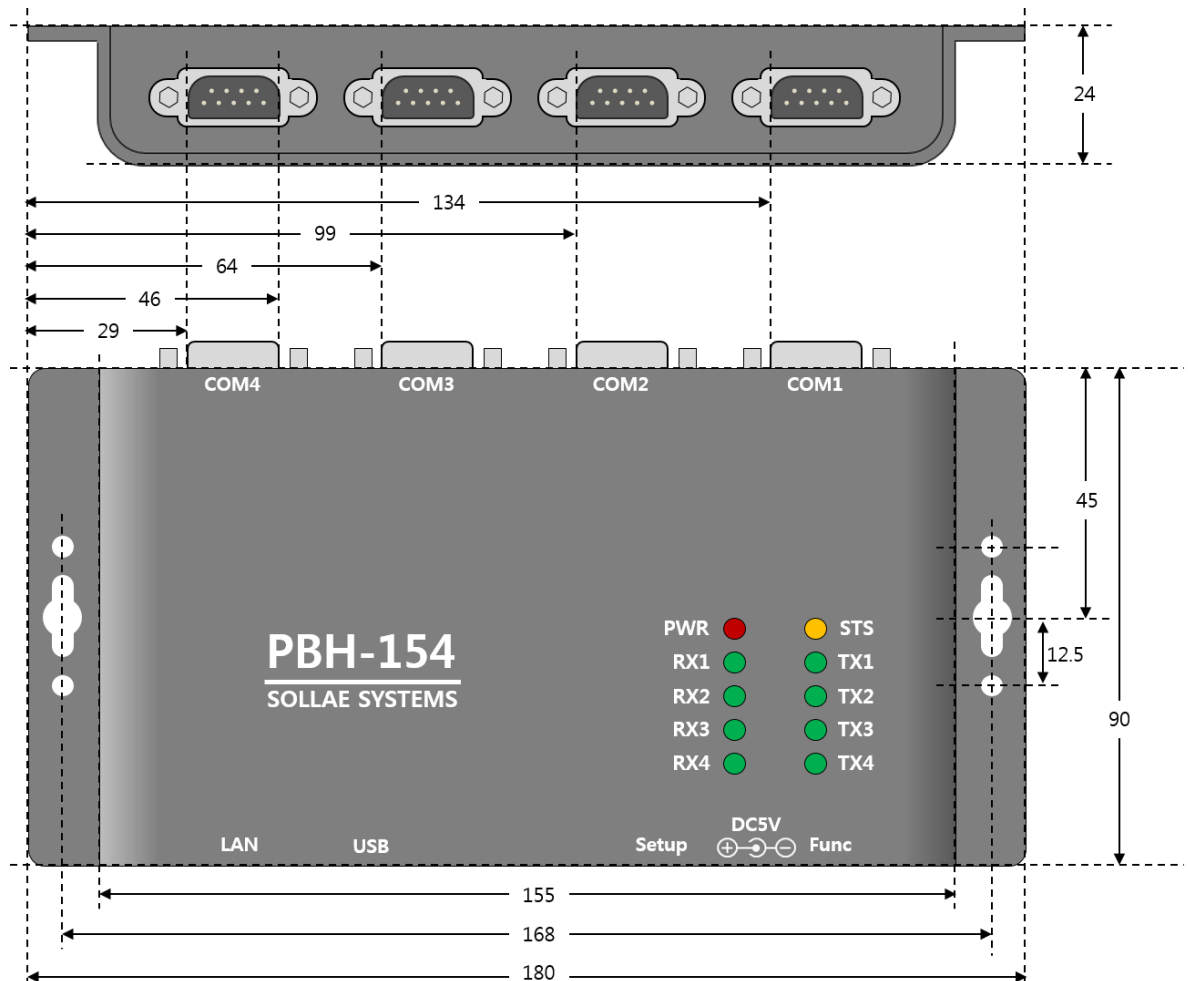 24
134
99
64
46
29
COM4 COM3 COM2 COM1
45
PWR STS
PBH-154
RX1 TX1
12.5
SOLLAE SYSTEMS
RX2 TX2
90
RX3 TX3
RX4 TX4
DC5V
LAN USB Setup + - Func
155
168
180